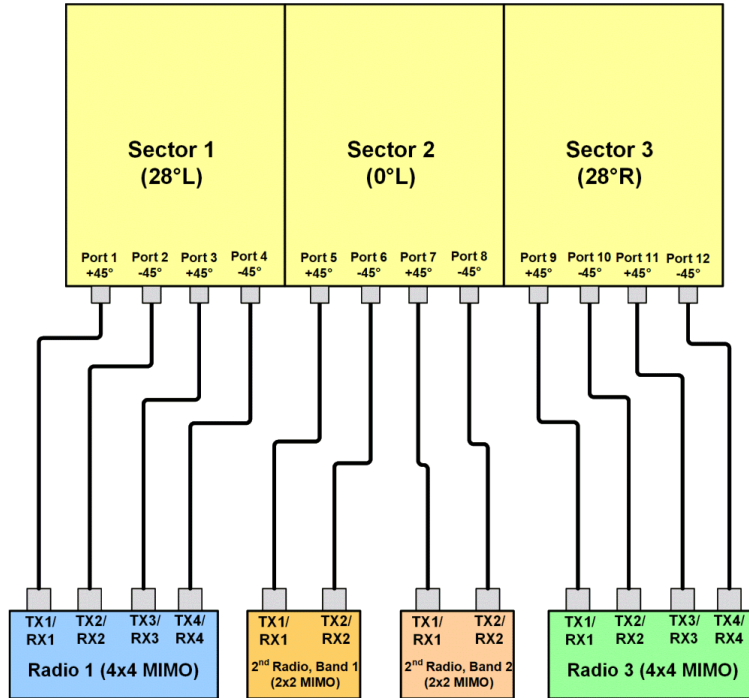 Sector 1
(28°L)
Sector 2
(0°L)
Sector 3
(28°R)
Port 1
+45°
Port 2
-45°
Port 3
+45°
Port 4
-45°
Port 5
+45°
Port 6
-45°
Port 7
+45°
Port 8
-45°
Port 9
+45°
Port 10
-45°
Port 11
+45°
Port 12
-45°
TX1/
RX1
TX2/
RX2
TX3/
RX3
TX4/
RX4
Radio 1 (4x4 MIMO)
TX1/
RX1
TX2/
RX2
2nd Radio, Band 1
(2x2 MIMO)
TX1/
RX1
TX2/
RX2
2nd Radio, Band 2
(2x2 MIMO)
TX1/
RX1
TX2/
RX2
TX3/
RX3
TX4/
RX4
Radio 3 (4x4 MIMO)